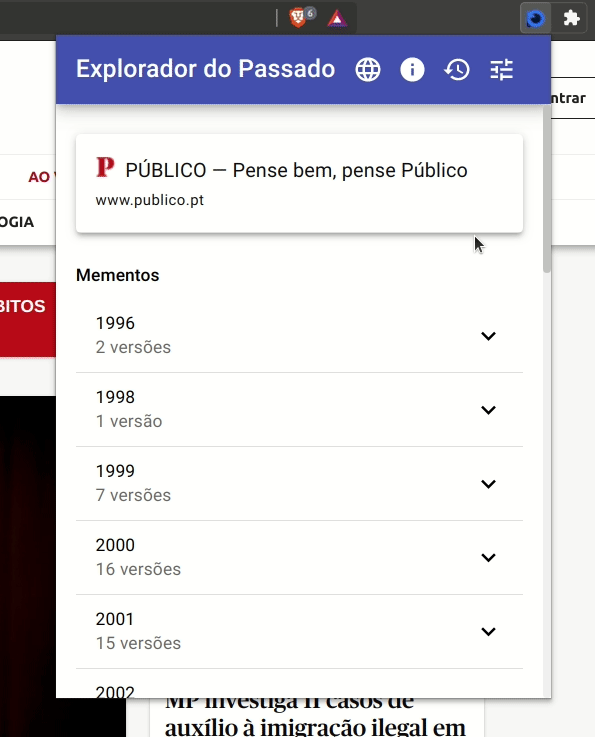 6
Explorador do Passado
ntrar
P PÚBLICO — Pense bem, pense Público
www.publico.pt
AO
OGIA
Mementos
BITOS
1996
2 versões
1998
1 versão
1999
7 versões
2000
16 versões
2001
15 versões
2002
MP investiga 11 casos de
auxílio à imigração ilegal em